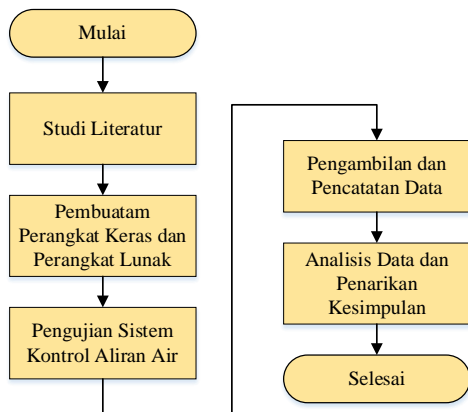 Mulai
Studi Literatur
Pembuatam
Perangkat Keras dan
Perangkat Lunak
Pengujian Sistem
Kontrol Aliran Air
Pengambilan dan
Pencatatan Data
Analisis Data dan
Penarikan
Kesimpulan
Selesai